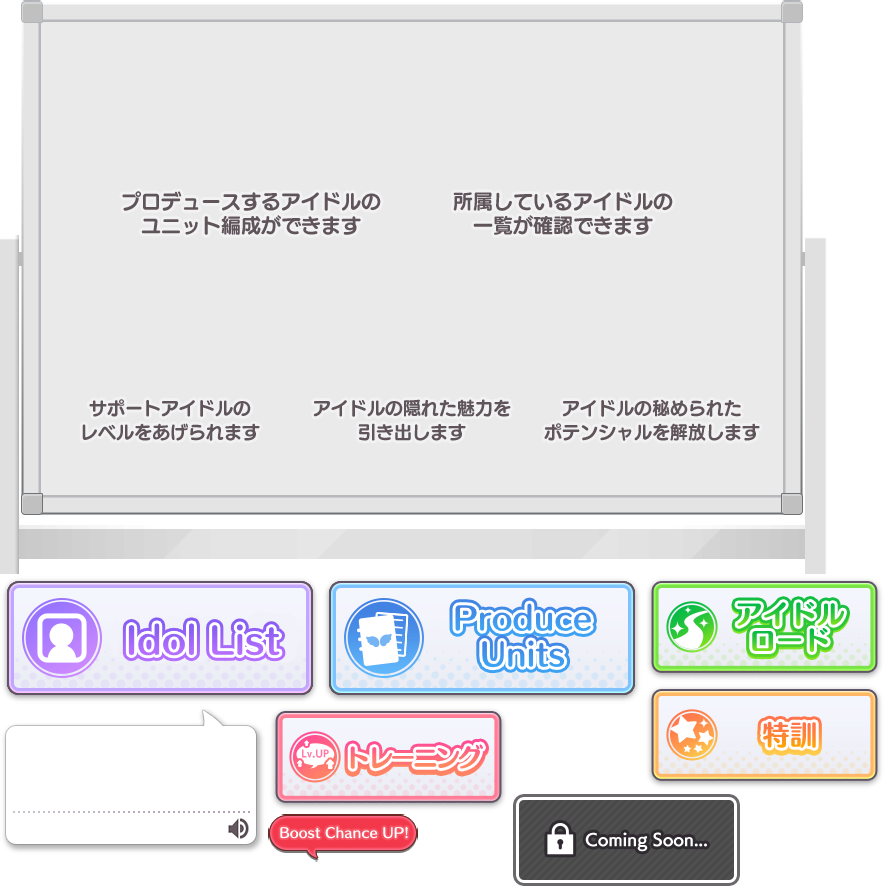 プロデュースするアイドルの
ユニット編成ができます
所属しているアイドルの
一覧が確認できます
サポートアイドルの
レベルをあげられます
アイドルの隠れた魅力を
引き出します
アイドルの秘められた
ポテンシャルを解放します
Idol List
Produce
Units
アイドル
ロード
Lv.UP
トレーニング
特訓
Boost Chance UP!
Coming Soon...